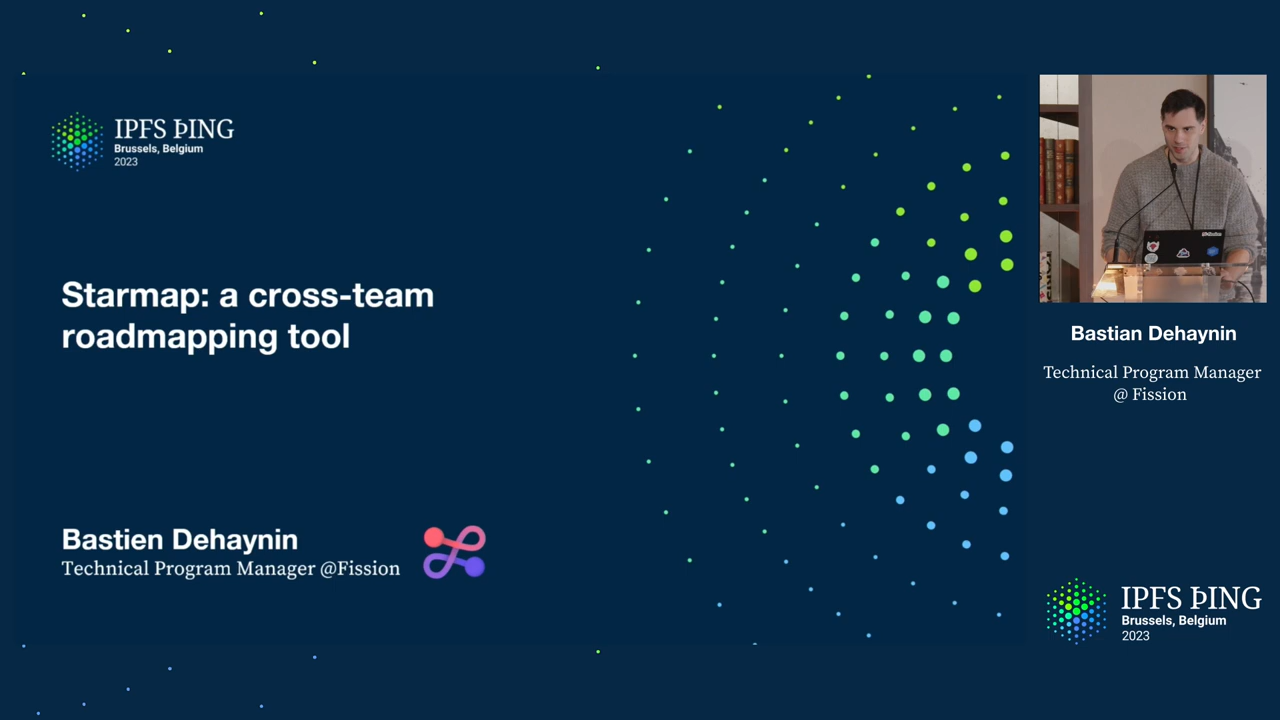 IPFS ÞING
Brussels, Belgium
2023
Starmap: a cross-team
roadmapping tool
Bastien Dehaynin
Technical Program Manager @Fission
Bastian Dehaynin
Technical Program Manager
@ Fission
IPFS ÞING
Brussels, Belgium
2023